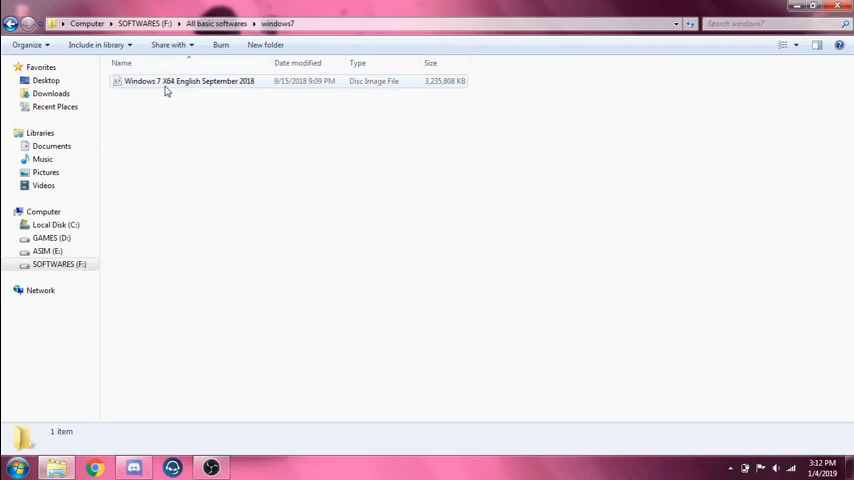 Computer SOFTWARES (F:) All basic softwares windows7 Search windows7
Organize Include in library Share with Burn New folder
Name Date modified Type Size
Windows 7 X64 English September 2018 9/15/2018 9:09 PM Disc Image File 3,235,808 KB
Favorites
Desktop
Downloads
Recent Places
Libraries
Documents
Music
Pictures
Videos
Computer
Local Disk (C:)
GAMES (D:)
ASIM (E:)
SOFTWARES (F:)
Network
1 item
3:12 PM
1/4/2019